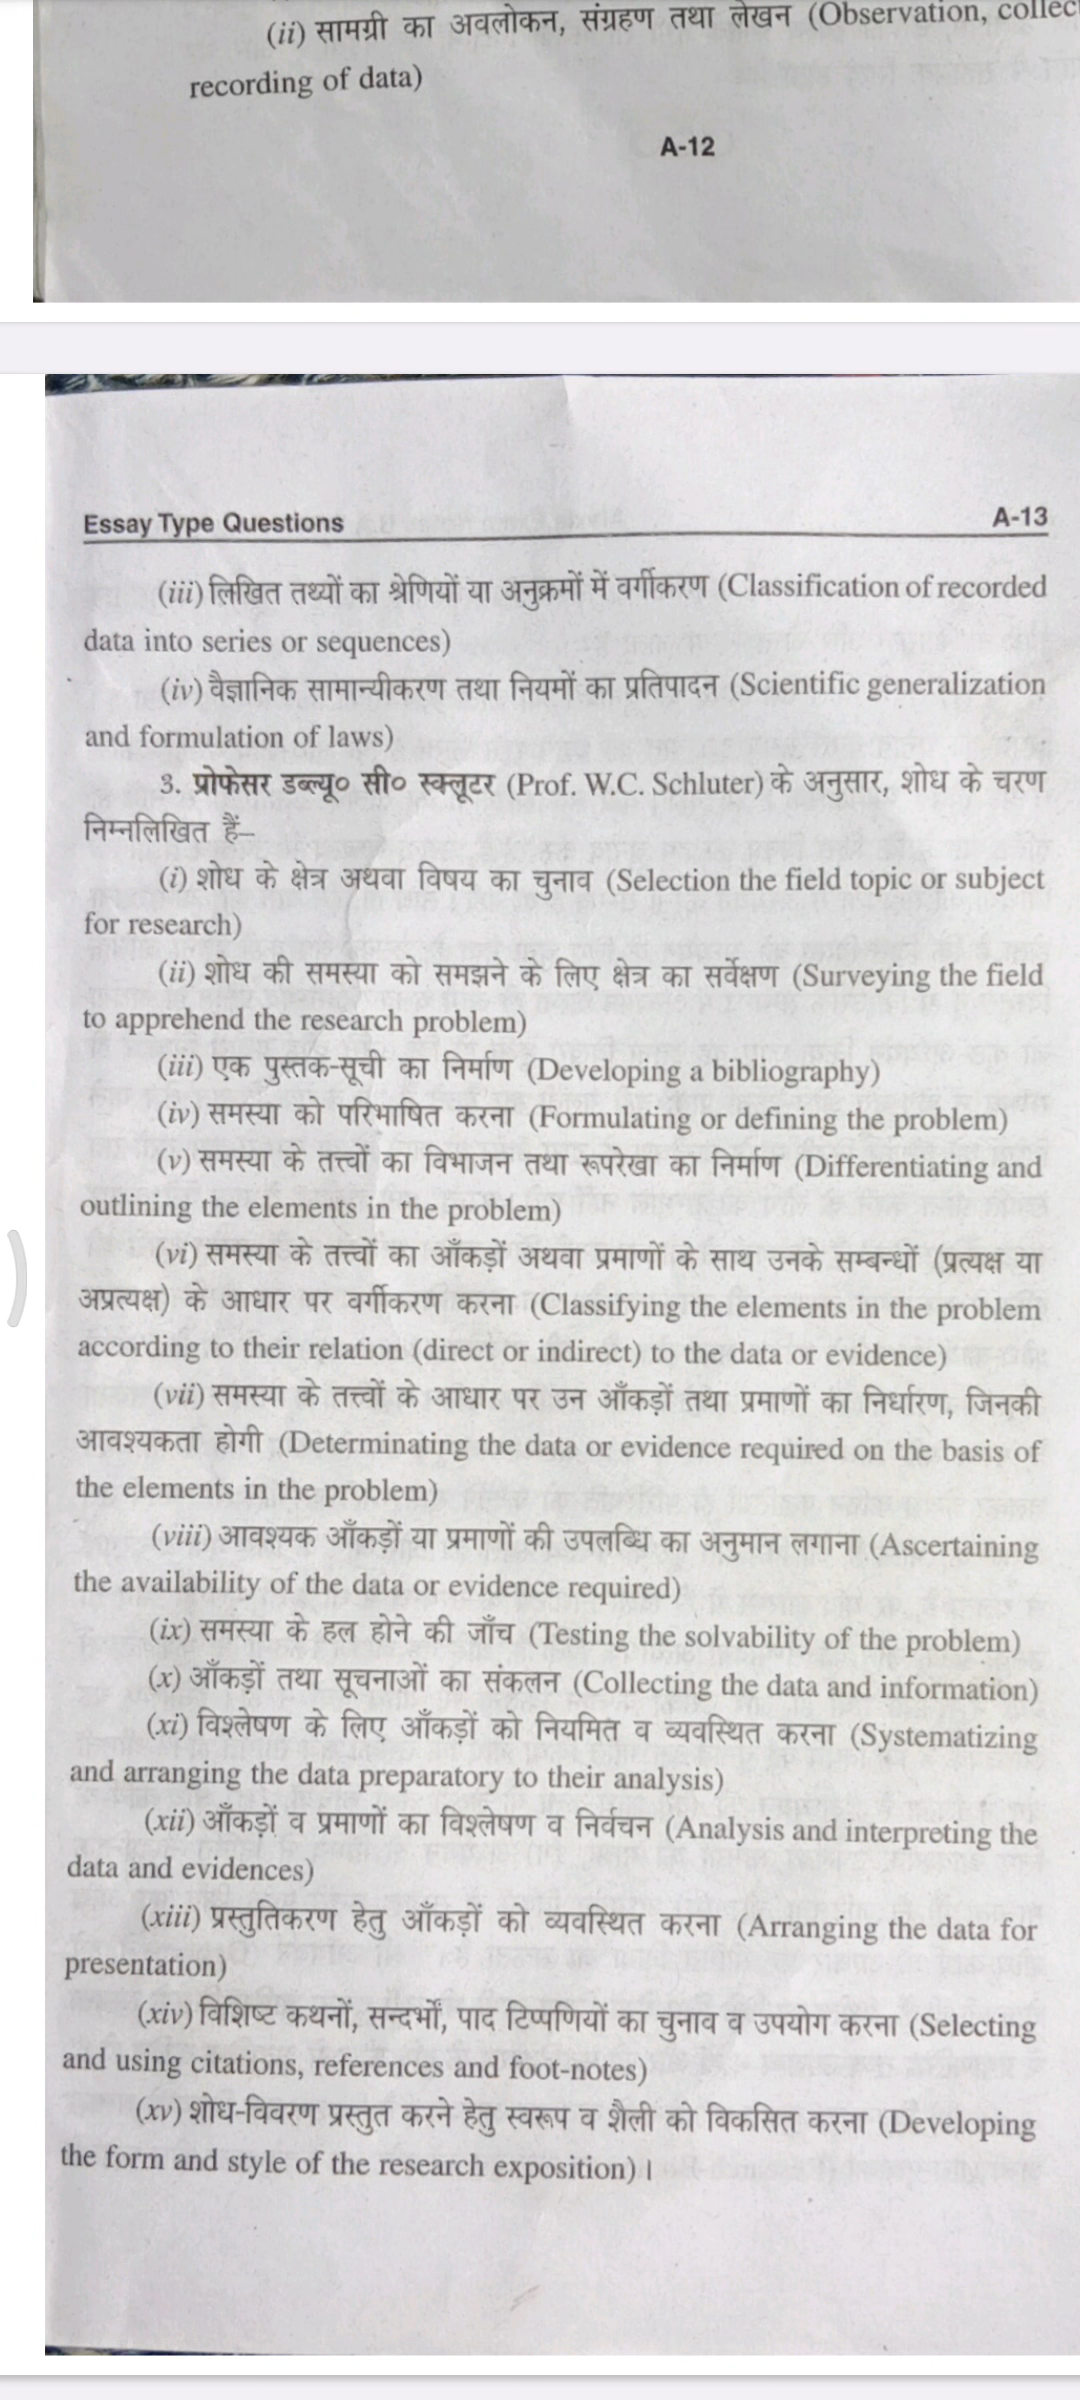 (ii) सामग्री का अवलोकन, संग्रहण तथा लेखन (Observation,
recording of data)
A-12
Essay Type Questions A-13
(iii) लिखित तथ्यों का श्रेणियों या अनुक्रमों में वर्गीकरण (Classification of recorded
data into series or sequences)
(iv) वैज्ञानिक सामान्यीकरण तथा नियमों का प्रतिपादन (Scientific generalization
and formulation of laws)
3. प्रोफेसर डब्ल्यू० सी० स्क्लूटर (Prof. W.C. Schluter) के अनुसार, शोध के चरण
निम्नलिखित हैं–
(i) शोध के क्षेत्र अथवा विषय का चुनाव (Selection the field topic or subject
for research)
(ii) शोध की समस्या को समझने के लिए क्षेत्र का सर्वेक्षण (Surveying the field
to apprehend the research problem)
(iii) एक पुस्तक-सूची का निर्माण (Developing a bibliography)
(iv) समस्या को परिभाषित करना (Formulating or defining the problem)
(v) समस्या के तत्त्वों का विभाजन तथा रूपरेखा का निर्माण (Differentiating and
outlining the elements in the problem)
(vi) समस्या के तत्त्वों का आँकड़ों अथवा प्रमाणों के साथ उनके सम्बन्धों (प्रत्यक्ष या
अप्रत्यक्ष) के आधार पर वर्गीकरण करना (Classifying the elements in the problem
according to their relation (direct or indirect) to the data or evidence)
(vii) समस्या के तत्त्वों के आधार पर उन आँकड़ों तथा प्रमाणों का निर्धारण, जिनकी
आवश्यकता होगी (Determinating the data or evidence required on the basis of
the elements in the problem)
(viii) आवश्यक आँकड़ों या प्रमाणों की उपलब्धि का अनुमान लगाना (Ascertaining
the availability of the data or evidence required)
(ix) समस्या के हल होने की जाँच (Testing the solvability of the problem)
(x) आँकड़ों तथा सूचनाओं का संकलन (Collecting the data and information)
(xi) विश्लेषण के लिए आँकड़ों को नियमित व व्यवस्थित करना (Systematizing
and arranging the data preparatory to their analysis)
(xii) आँकड़ों व प्रमाणों का विश्लेषण व निर्वचन (Analysis and interpreting the
data and evidences)
(xiii) प्रस्तुतिकरण हेतु आँकड़ों को व्यवस्थित करना (Arranging the data for
presentation)
(xiv) विशिष्ट कथनों, सन्दर्भों, पाद टिप्पणियों का चुनाव व उपयोग करना (Selecting
and using citations, references and foot-notes)
(xv) शोध-विवरण प्रस्तुत करने हेतु स्वरूप व शैली को विकसित करना (Developing
the form and style of the research exposition)।